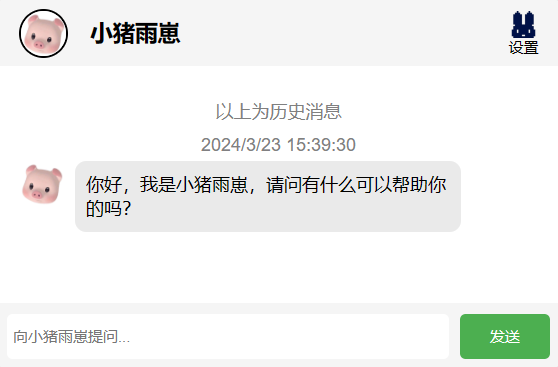 小猪雨崽
设置
以上为历史消息
2024/3/23 15:39:30
你好，我是小猪雨崽，请问有什么可以帮助你
的吗？
向小猪雨崽提问...
发送